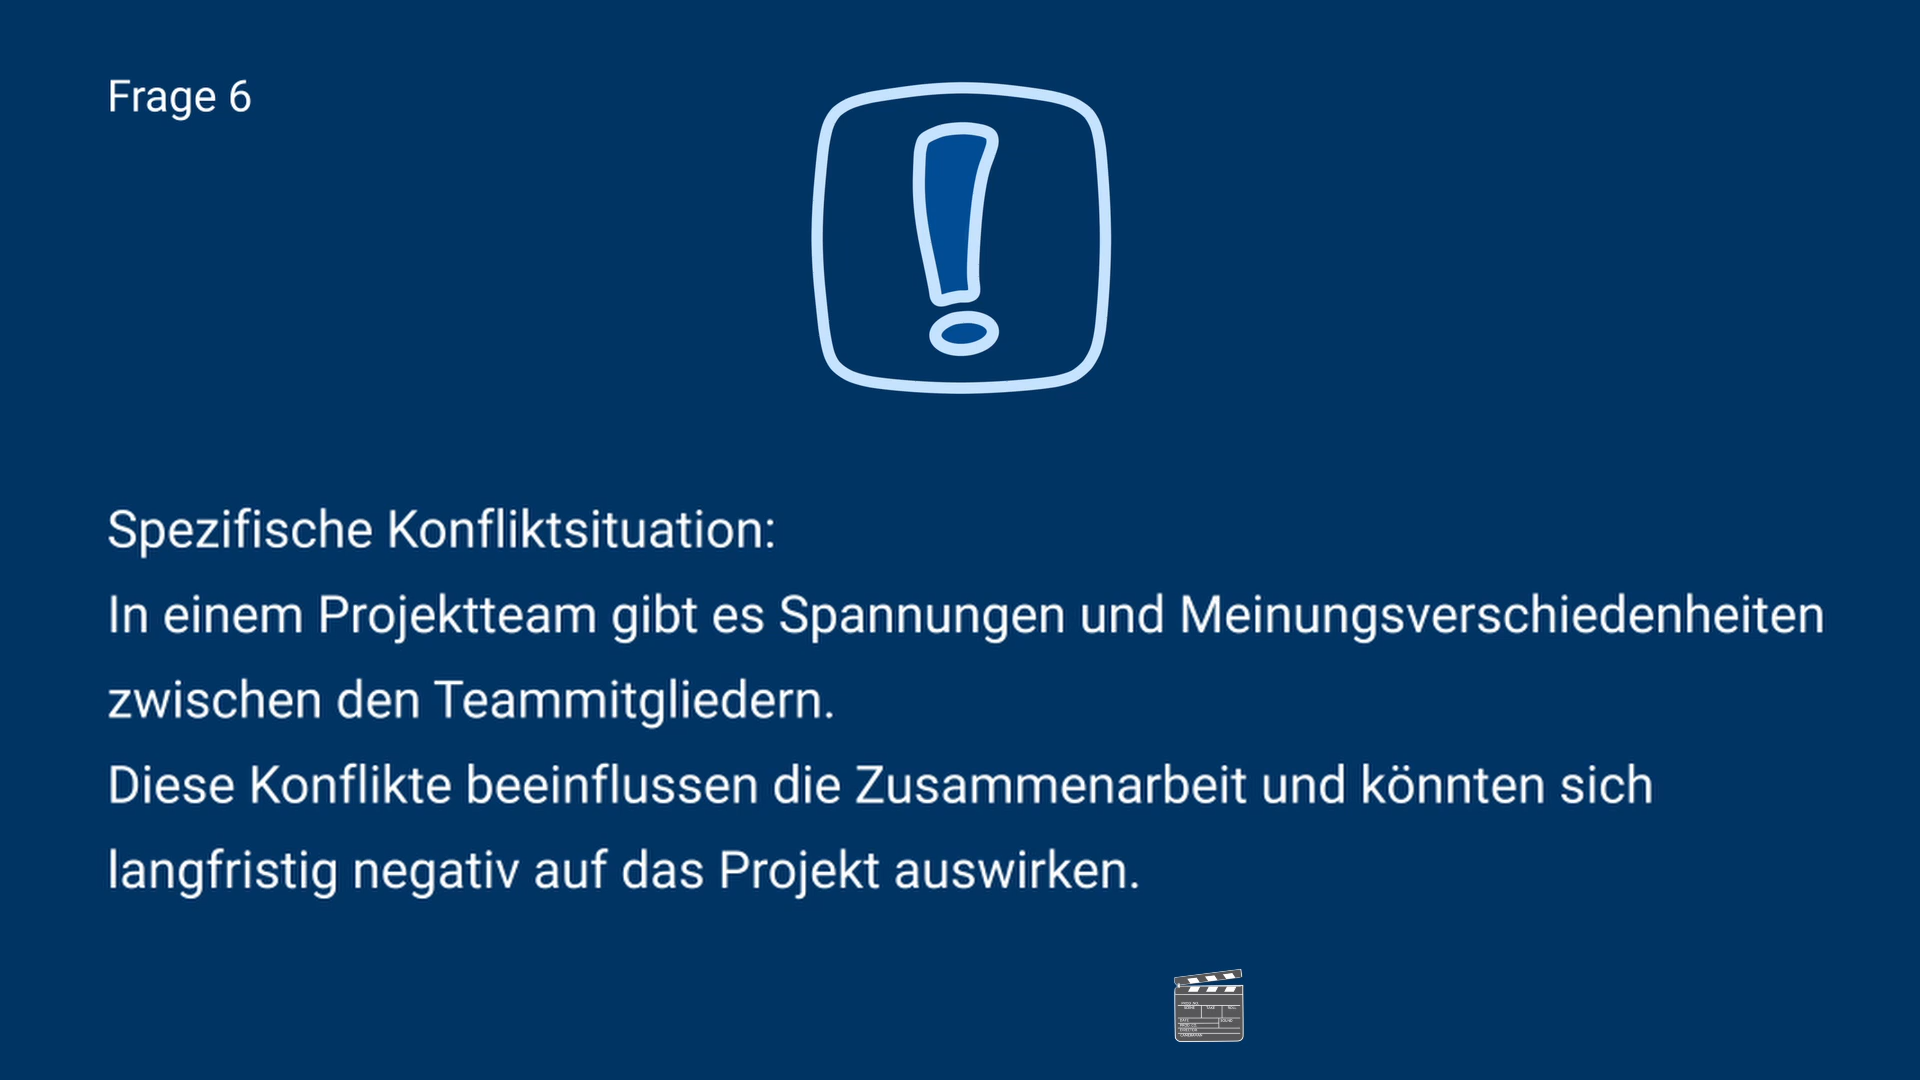 Frage 6
Spezifische Konfliktsituation:
In einem Projektteam gibt es Spannungen und Meinungsverschiedenheiten
zwischen den Teammitgliedern.
Diese Konflikte beeinflussen die Zusammenarbeit und könnten sich
langfristig negativ auf das Projekt auswirken.